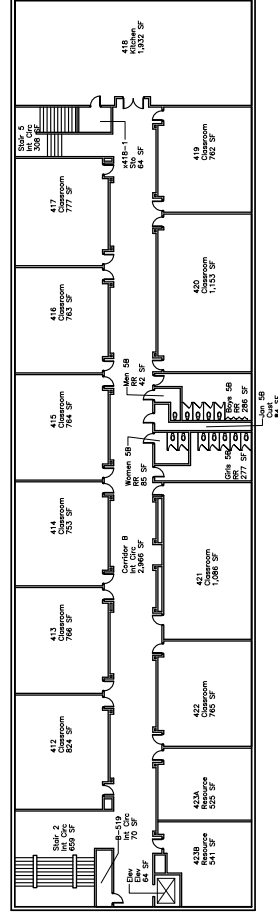 418
Kitchen
1,932 SF
Stair 5
Int Circ
308 SF
x418-1
Sto
64 SF
419
Classroom
762 SF
417
Classroom
777 SF
420
Classroom
1,153 SF
416
Classroom
763 SF
Men 5B
RR
42 SF
Boys 5B
RR
286 SF
Jan 5B
Cust
84 SF
415
Classroom
764 SF
Women 5B
RR
85 SF
Girls 5B
RR
277 SF
414
Classroom
753 SF
Corridor B
Int Circ
2,966 SF
421
Classroom
1,086 SF
413
Classroom
766 SF
422
Classroom
765 SF
412
Classroom
824 SF
423A
Resource
525 SF
Stair 2
Int Circ
659 SF
B-519
Int Circ
70 SF
Elev
Elev
64 SF
423B
Resource
541 SF